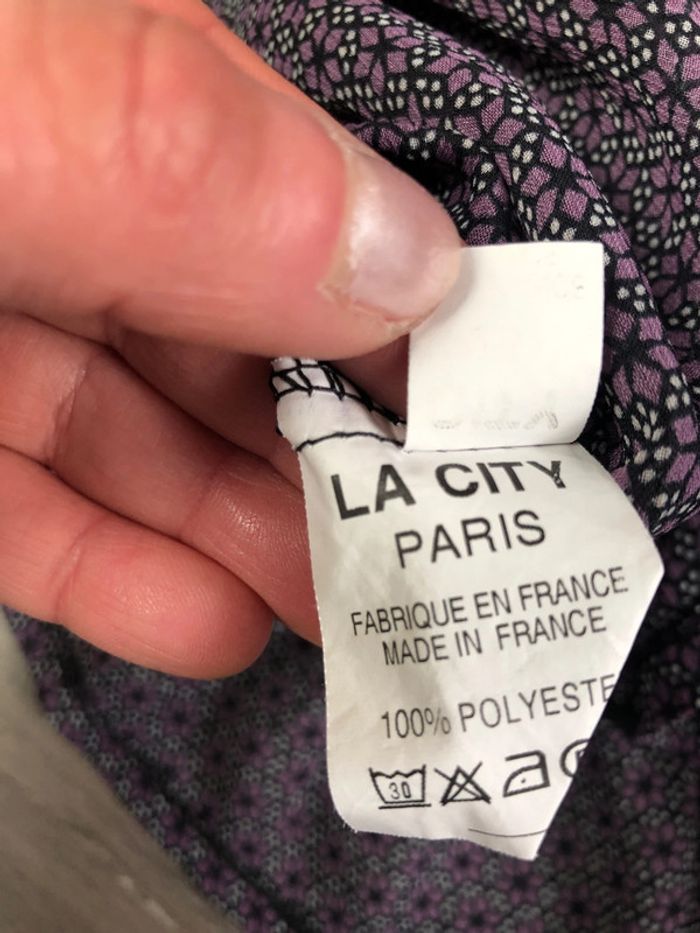 LA CITY
PARIS
FABRIQUE EN FRANCE
MADE IN FRANCE
100% POLYESTE
30